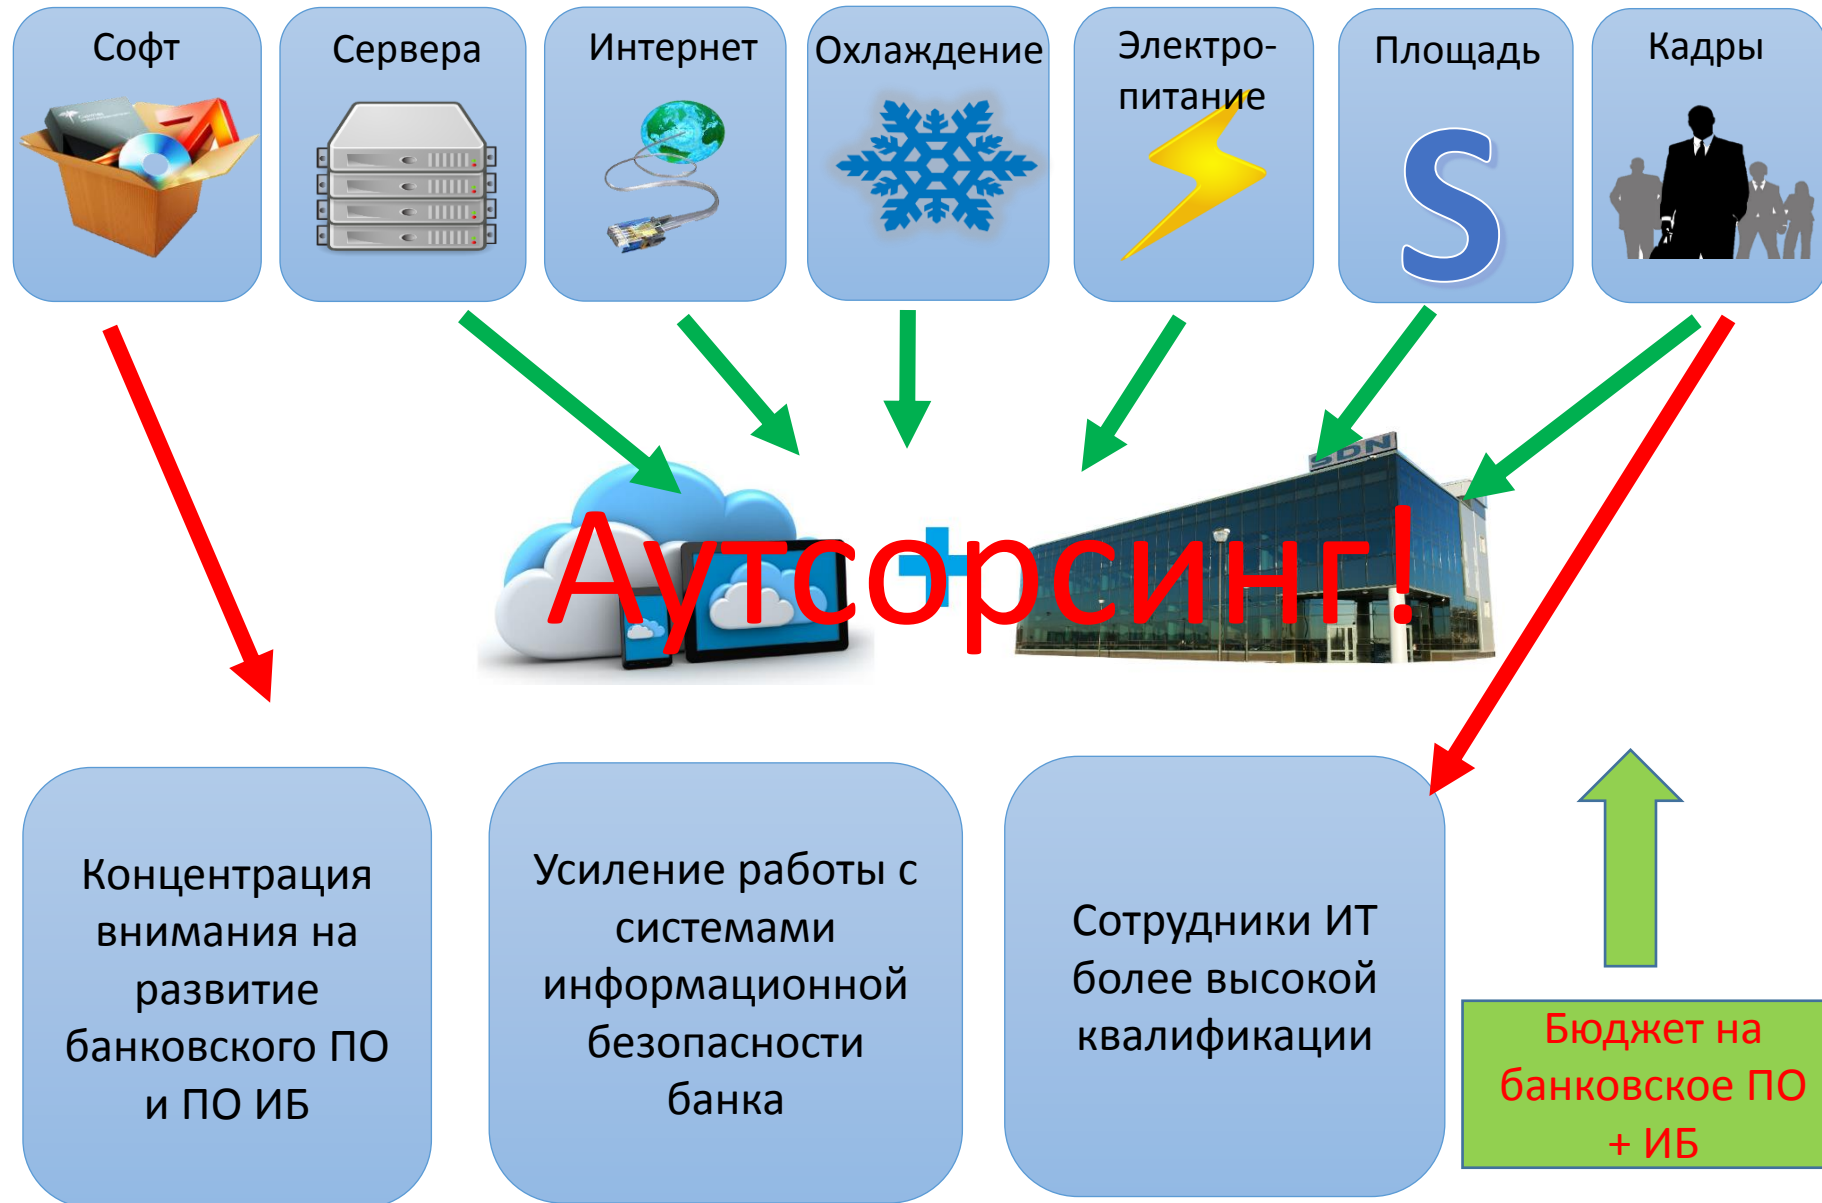 Софт
Сервера
Интернет
Охлаждение
Электро-
питание
Площадь
Кадры
S
SDN
Аутсорсинг!
Концентрация
внимания на
развитие
банковского ПО
и ПО ИБ
Усиление работы с
системами
информационной
безопасности
банка
Сотрудники ИТ
более высокой
квалификации
Бюджет на
банковское ПО
+ ИБ